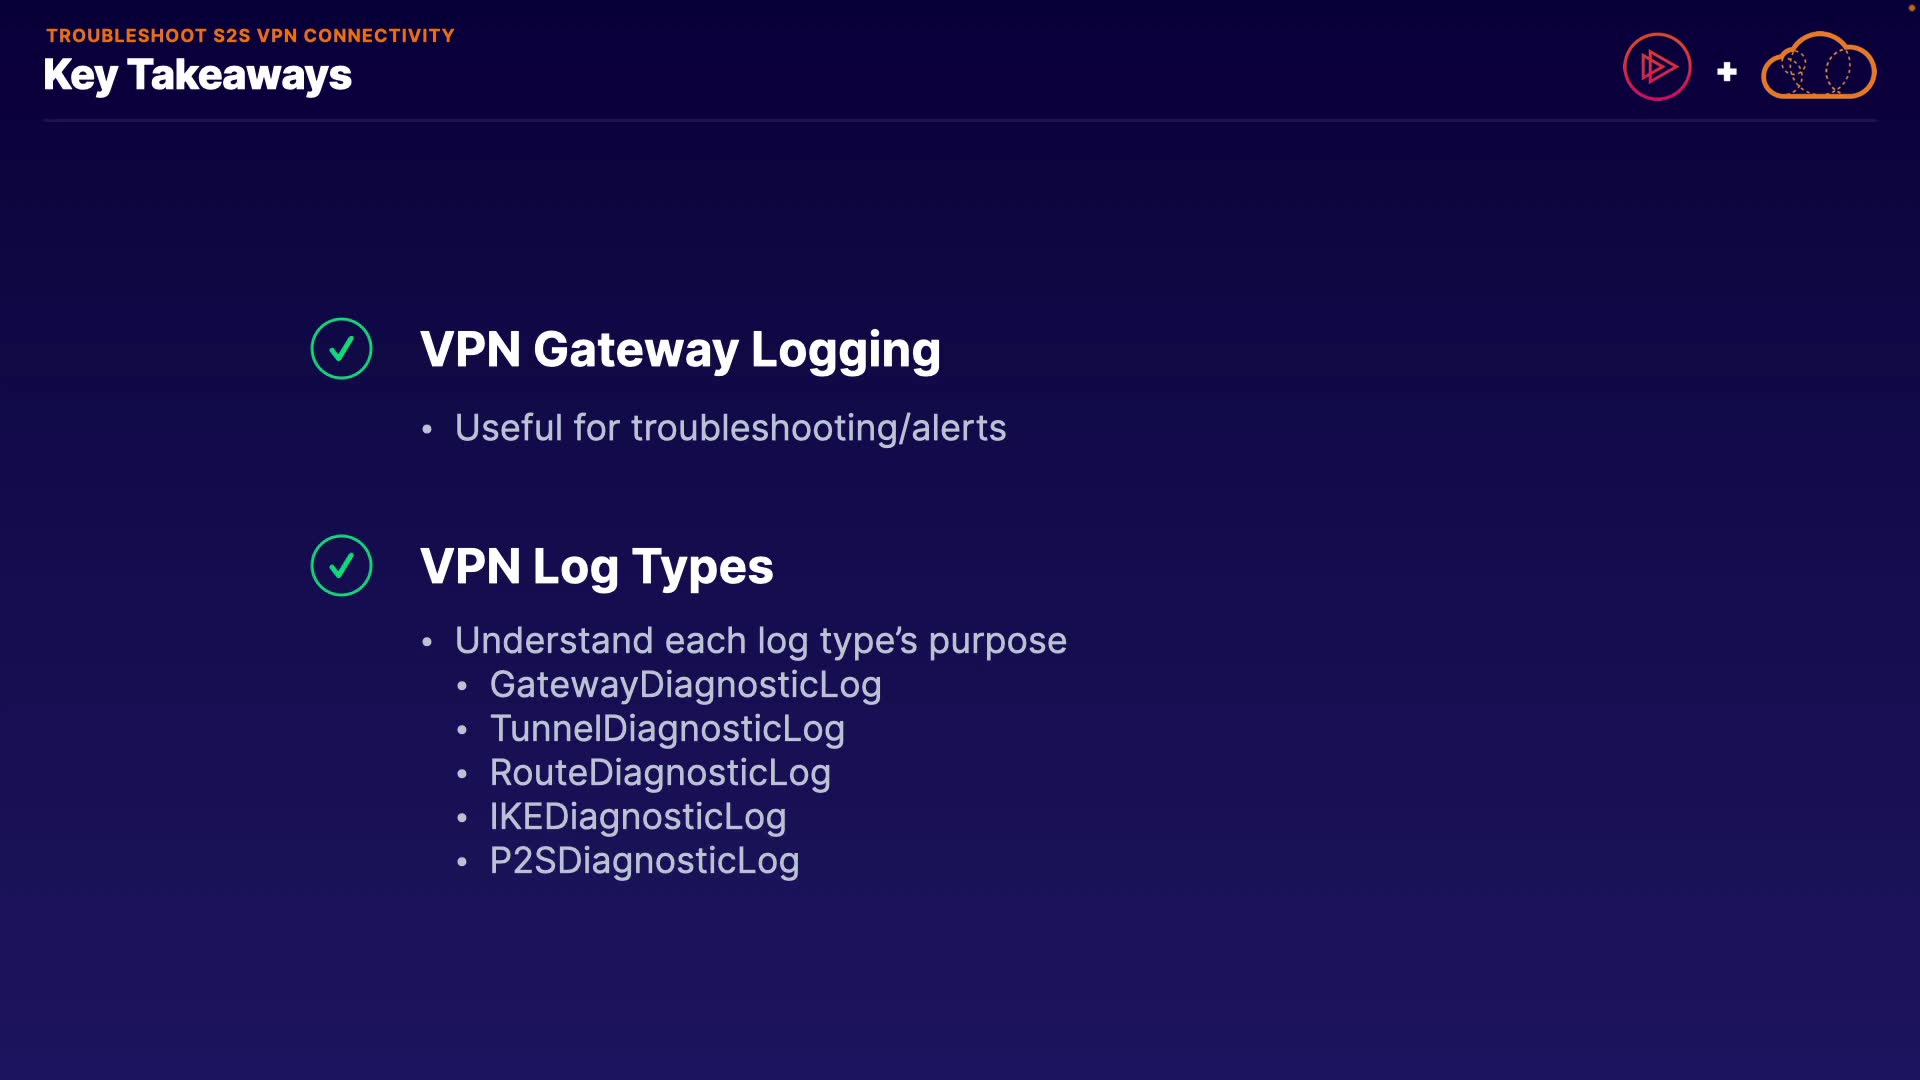 TROUBLESHOOT S2S VPN CONNECTIVITY
Key Takeaways
VPN Gateway Logging
• Useful for troubleshooting/alerts
VPN Log Types
• Understand each log type’s purpose
• GatewayDiagnosticLog
• TunnelDiagnosticLog
• RouteDiagnosticLog
• IKEDiagnosticLog
• P2SDiagnosticLog